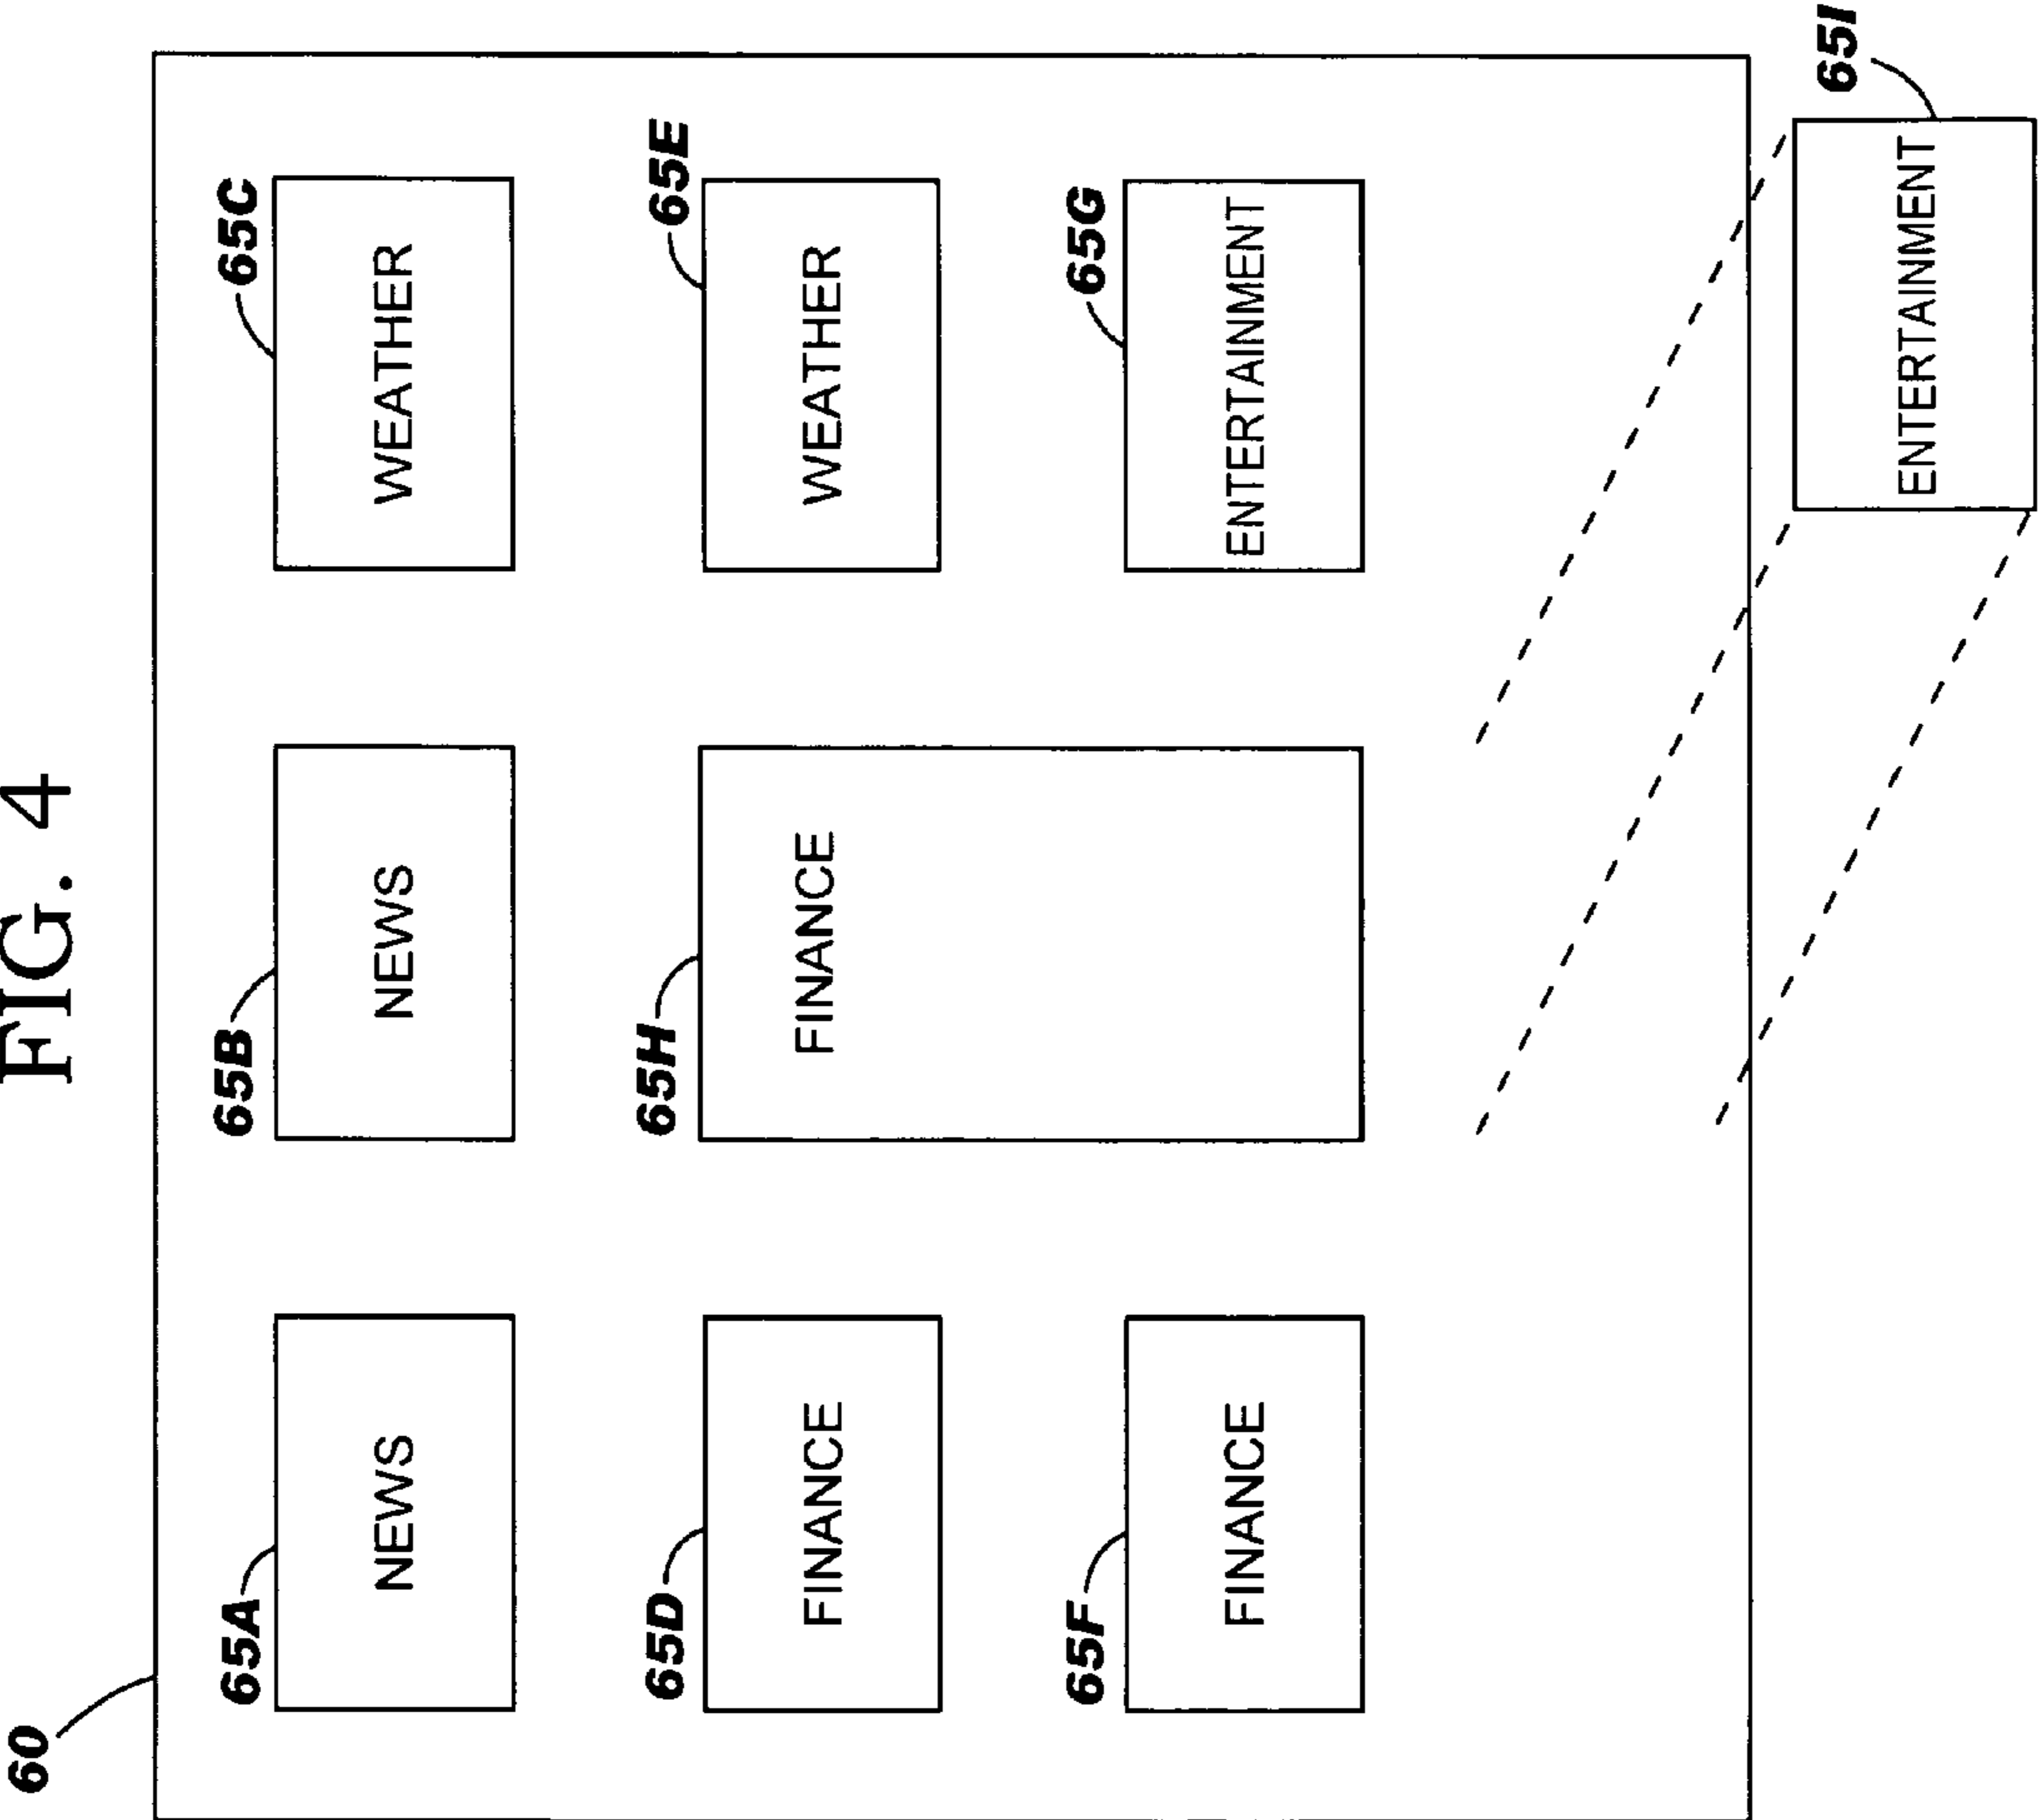 FIG. 4
60
65A
65B
65C
NEWS
NEWS
WEATHER
65D
65H
65E
FINANCE
FINANCE
WEATHER
65F
65G
FINANCE
ENTERTAINMENT
65I
ENTERTAINMENT